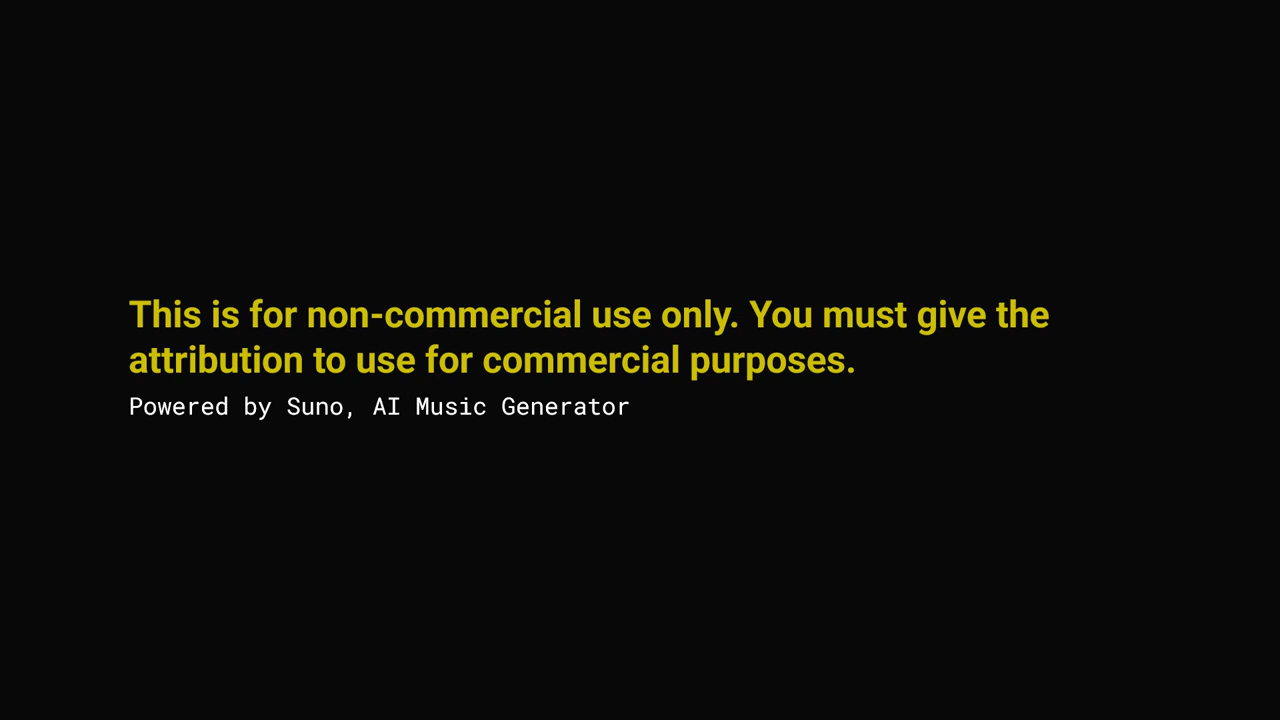 This is for non-commercial use only. You must give the
attribution to use for commercial purposes.
Powered by Suno, AI Music Generator